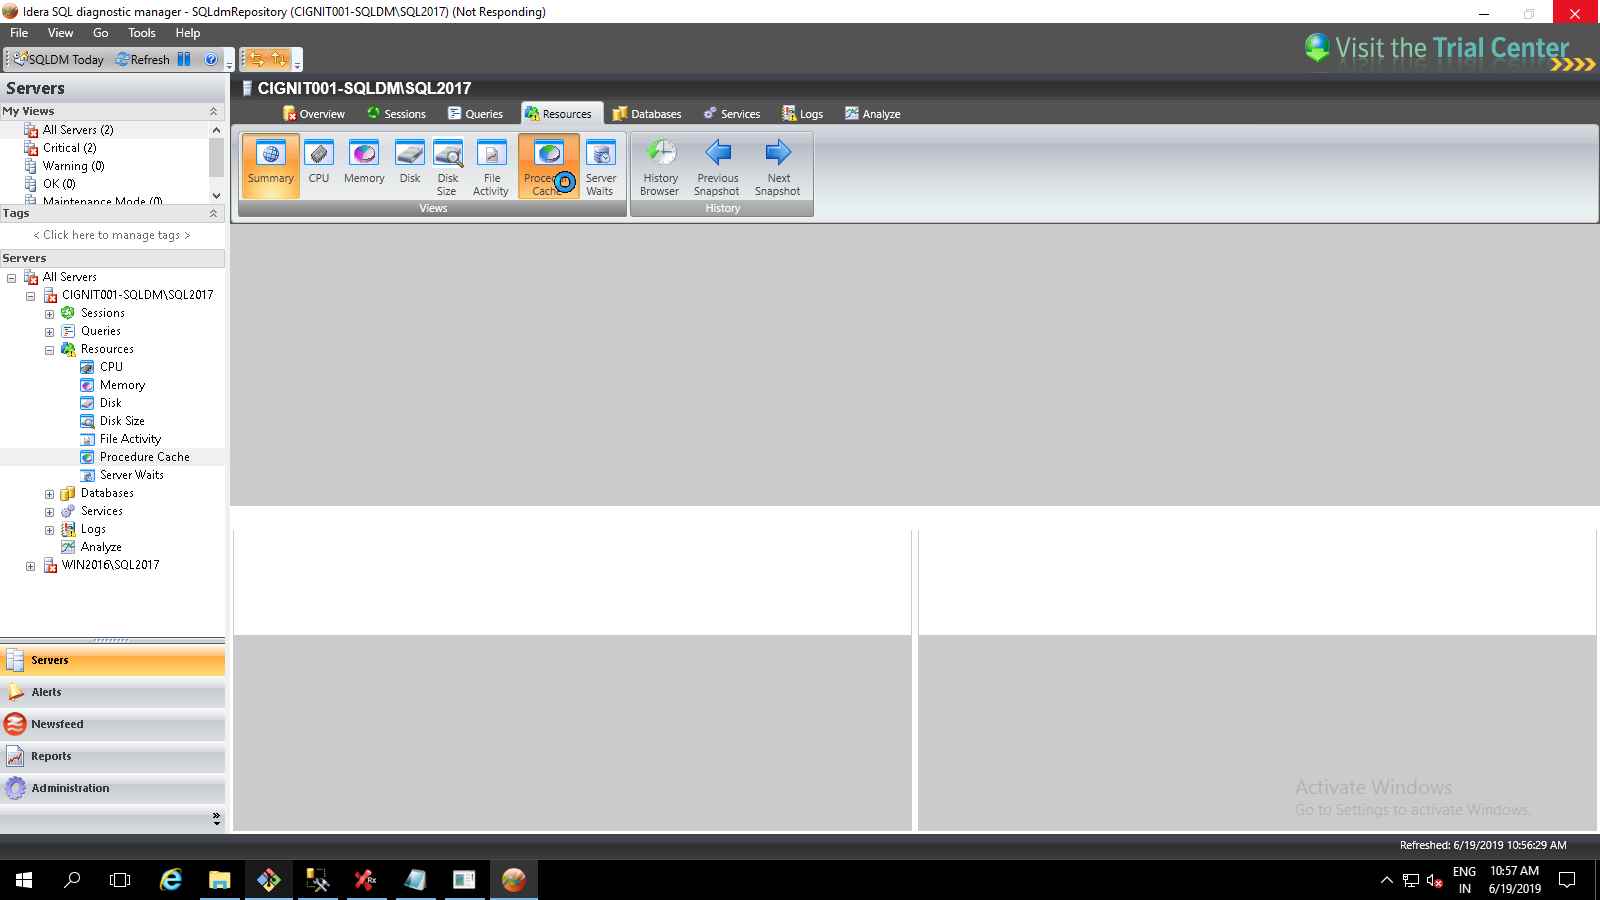 Idera SQL diagnostic manager - SQLdmRepository (CIGNIT001-SQLDM\SQL2017) (Not Responding)
File View Go Tools Help
SQLDM Today Refresh
Visit the Trial Center
Servers
CIGNIT001-SQLDM\SQL2017
My Views
Overview Sessions Queries Resources Databases Services Logs Analyze
All Servers (2)
Critical (2)
Warning (0)
OK (0)
Maintenance Mode (0)
Summary CPU Memory Disk Disk Size File Activity Server Waits
Views
History Browser Previous Snapshot Next Snapshot
History
Tags
< Click here to manage tags >
Servers
All Servers
CIGNIT001-SQLDM\SQL2017
Sessions
Queries
Resources
CPU
Memory
Disk
Disk Size
File Activity
Procedure Cache
Server Waits
Databases
Services
Logs
Analyze
WIN2016\SQL2017
Servers
Alerts
Newsfeed
Reports
Administration
Activate Windows
Go to Settings to activate Windows.
Refreshed: 6/19/2019 10:56:29 AM
ENG
IN
10:57 AM
6/19/2019